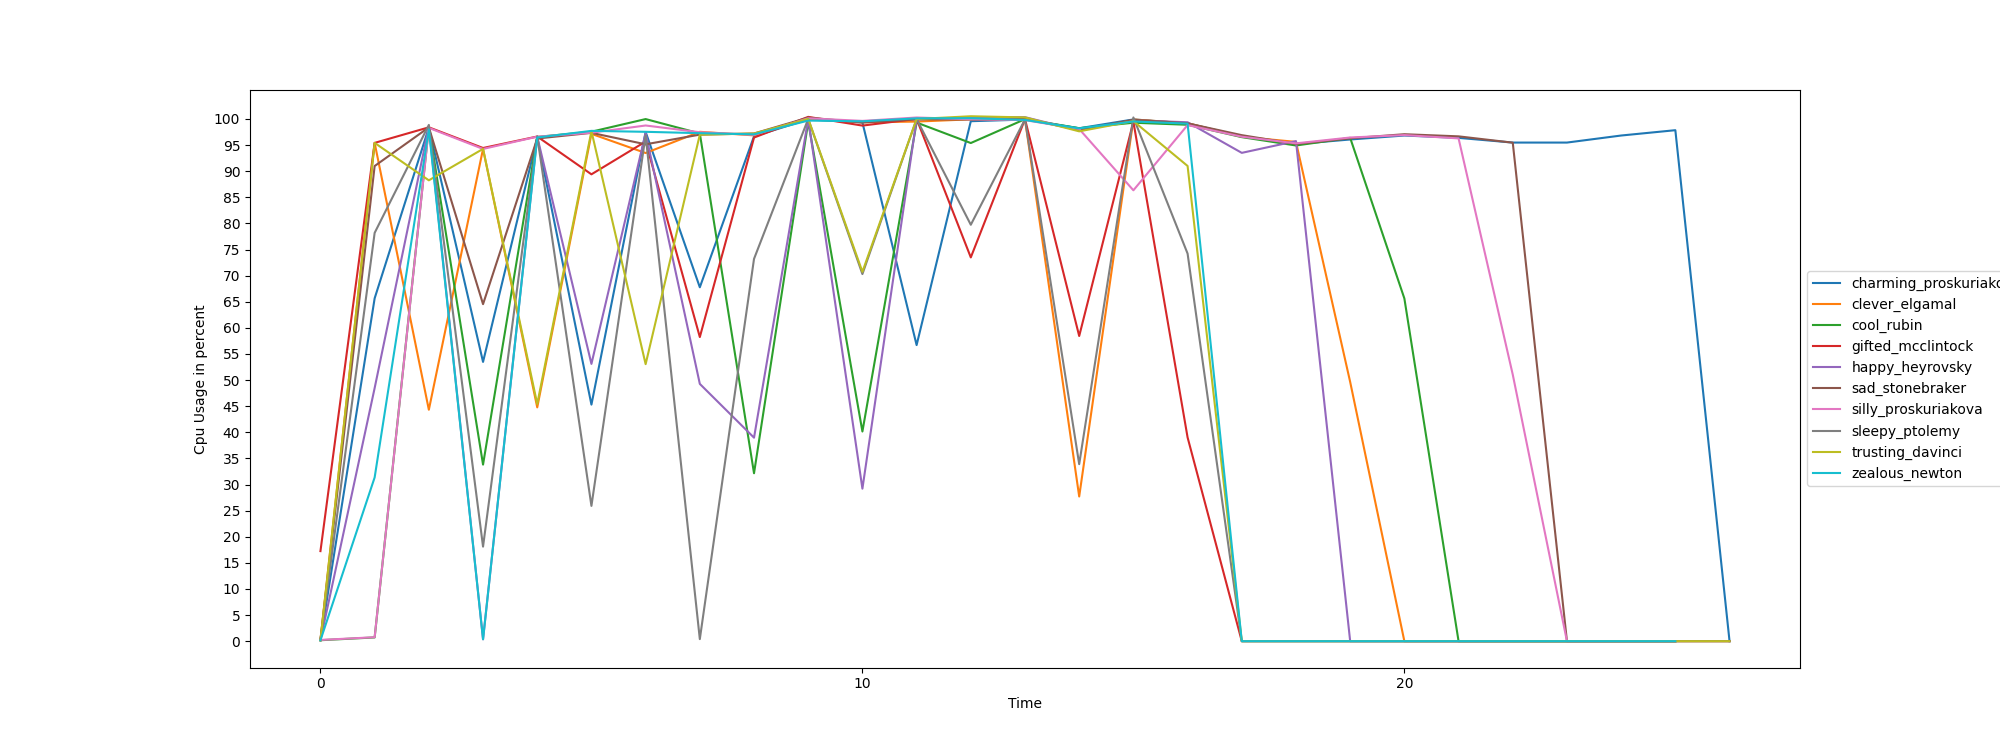 100
95
90
85
80
75
70
65
60
55
50
45
40
35
30
25
20
15
10
5
0
Cpu Usage in percent
0 10 20
Time
charming_proskuriako
clever_elgamal
cool_rubin
gifted_mcclintock
happy_heyrovsky
sad_stonebraker
silly_proskuriakova
sleepy_ptolemy
trusting_davinci
zealous_newton